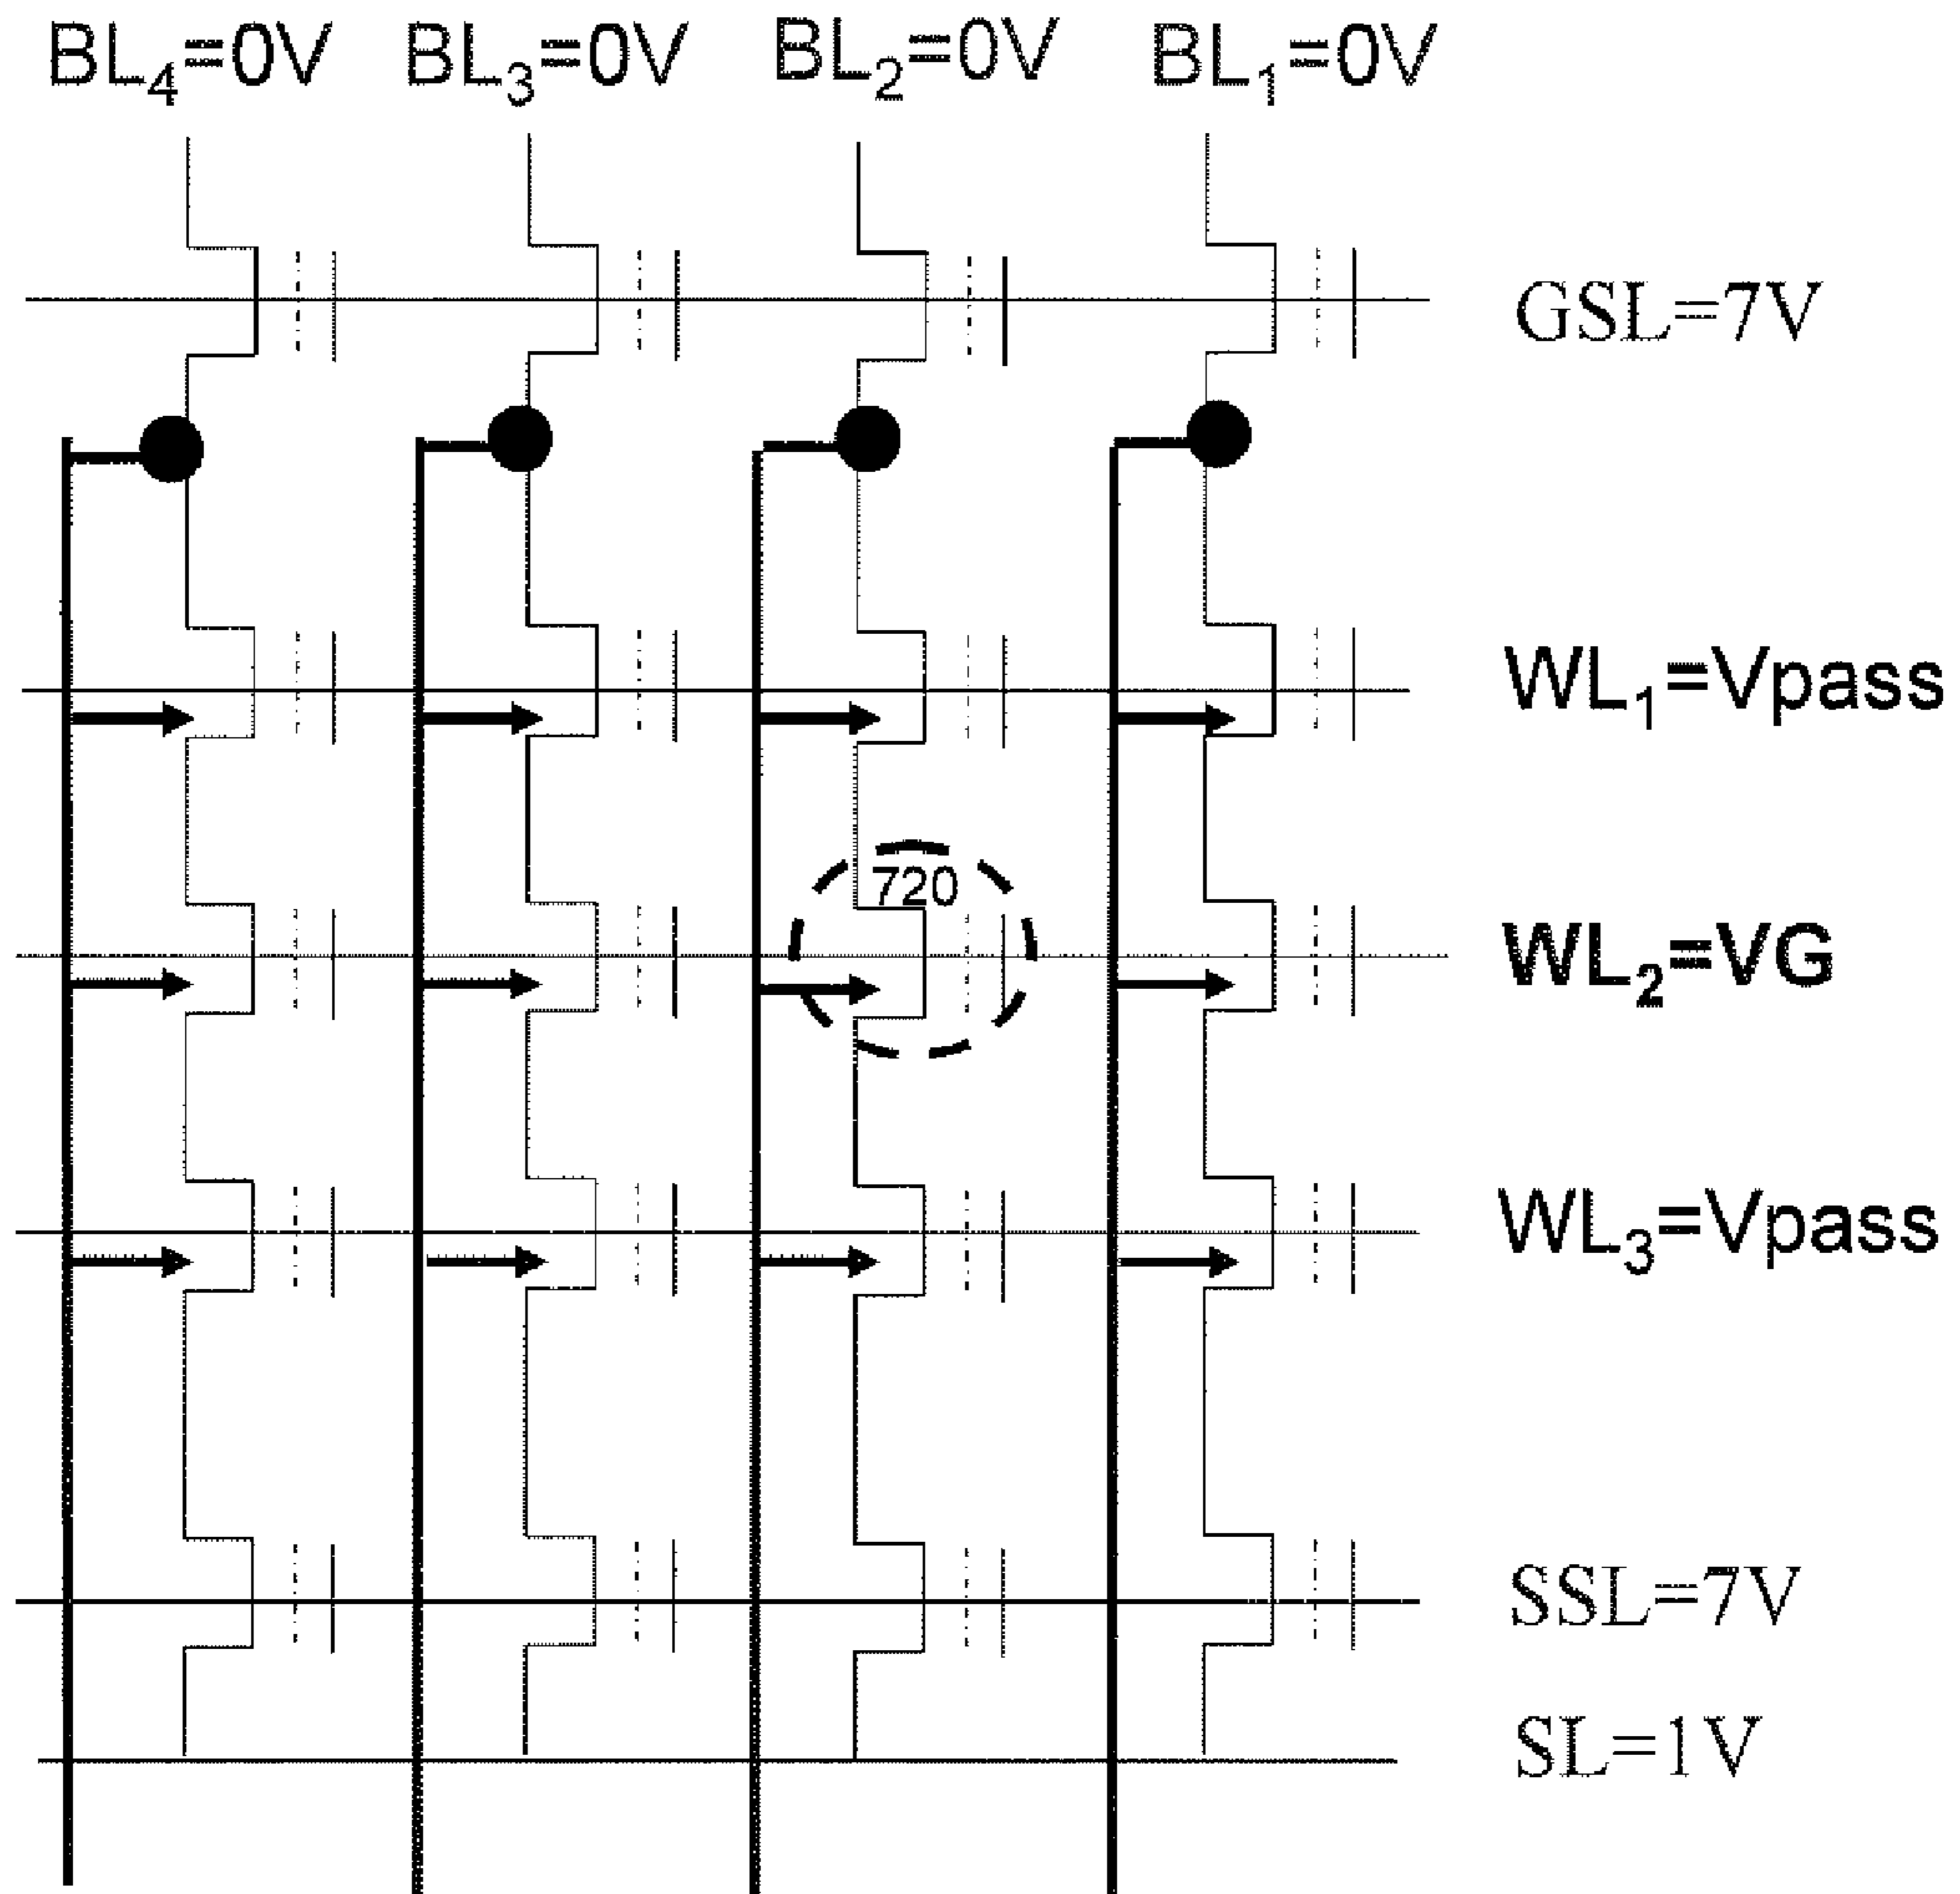 BL₄=0V BL₃=0V BL₂=0V BL₁=0V
GSL=7V
WL₁=Vpass
720
WL₂=VG
WL₃=Vpass
SSL=7V
SL=1V